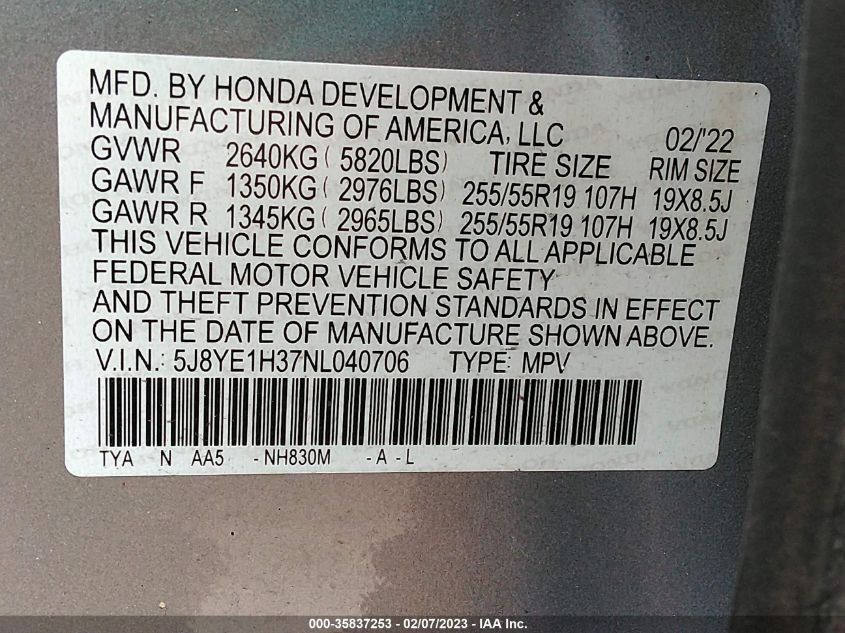 MFD. BY HONDA DEVELOPMENT &
MANUFACTURING OF AMERICA, LLC 02/'22
GVWR 2640KG ( 5820LBS) TIRE SIZE RIM SIZE
GAWR F 1350KG ( 2976LBS) 255/55R19 107H 19X8.5J
GAWR R 1345KG ( 2965LBS) 255/55R19 107H 19X8.5J
THIS VEHICLE CONFORMS TO ALL APPLICABLE
FEDERAL MOTOR VEHICLE SAFETY
AND THEFT PREVENTION STANDARDS IN EFFECT
ON THE DATE OF MANUFACTURE SHOWN ABOVE.
V.I.N.: 5J8YE1H37NL040706 TYPE: MPV
TYA N AA5 -NH830M -A-L
000-35837253 - 02/07/2023 - IAA Inc.